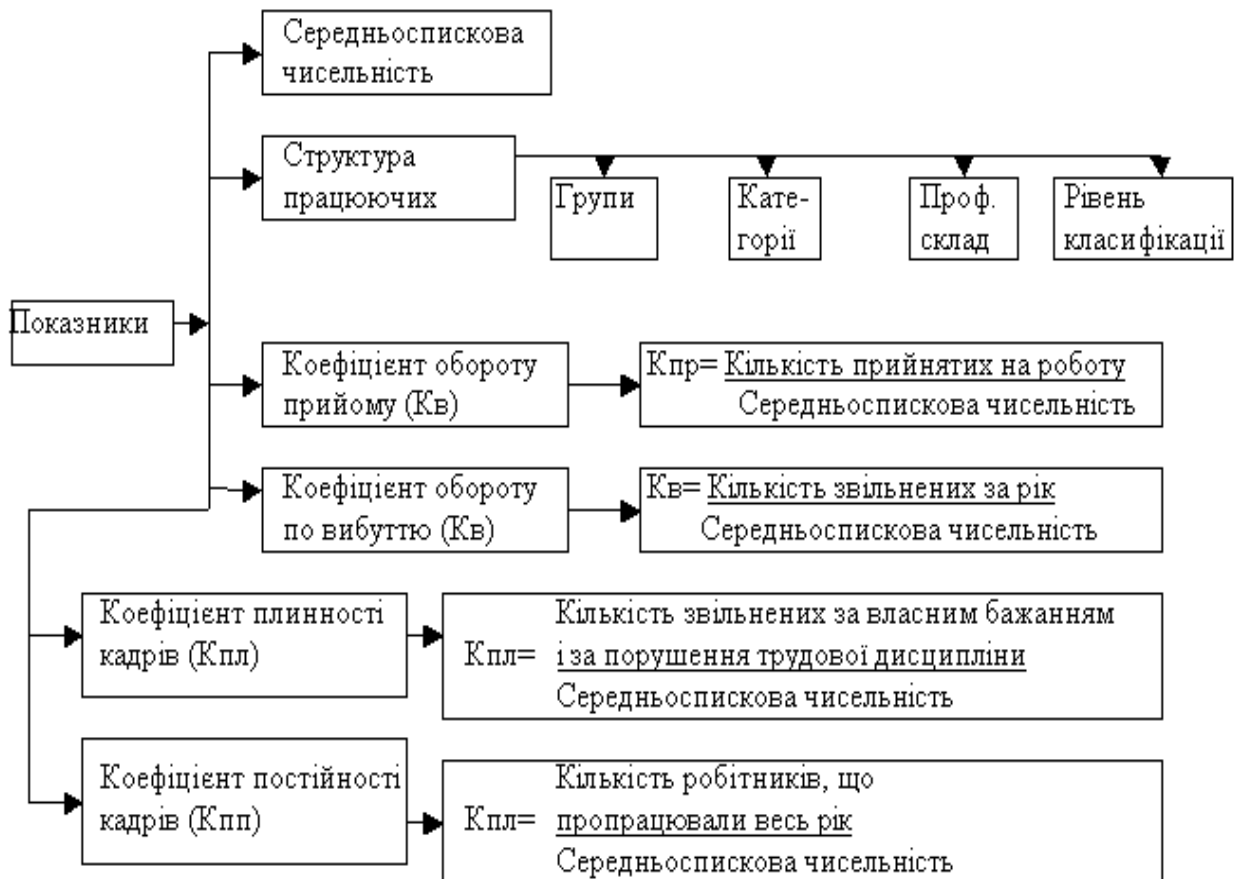 Середньоспискова
чисельність
Структура
працюючих
Групи
Кате-
горії
Проф.
склад
Рівень
класифікації
Показники
Коефіцієнт обороту
прийому (Кв)
Кпр= Кількість прийнятих на роботу
Середньоспискова чисельність
Коефіцієнт обороту
по вибуттю (Кв)
Кв= Кількість звільнених за рік
Середньоспискова чисельність
Коефіцієнт плинності
кадрів (Кпл)
Кількість звільнених за власним бажанням
Кпл= і за порушення трудової дисципліни
Середньоспискова чисельність
Коефіцієнт постійності
кадрів (Кпп)
Кількість робітників, що
Кпл= пропрацювали весь рік
Середньоспискова чисельність